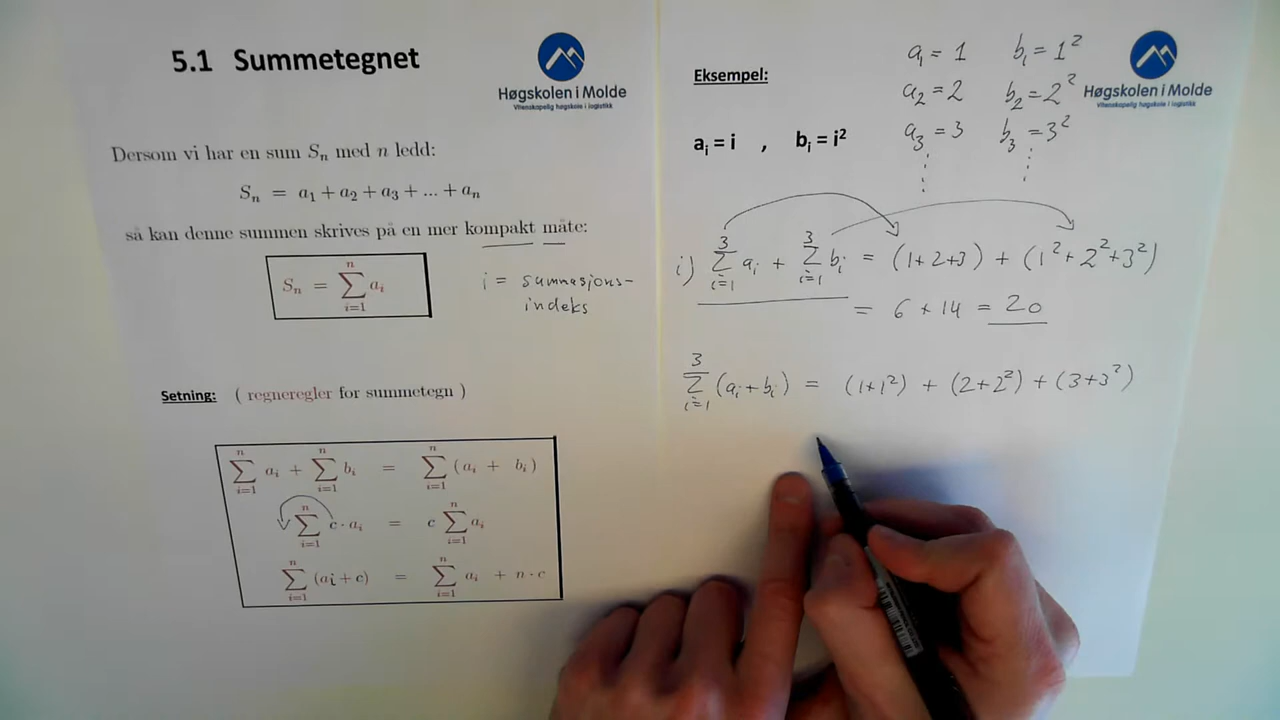 5.1 Summetegnet
Høgskolen i Molde
Vitenskapelig høgskole i logistikk
Dersom vi har en sum Sₙ med n ledd:
Sₙ = a₁ + a₂ + a₃ + ... + aₙ
så kan denne summen skrives på en mer kompakt måte:
n
Sₙ = ∑ aᵢ
i=1
i = summasjons-
indeks
Setning: ( regneregler for summetegn )
n n n
∑ aᵢ + ∑ bᵢ = ∑ (aᵢ + bᵢ)
i=1 i=1 i=1
n n
∑ c · aᵢ = c ∑ aᵢ
i=1 i=1
n n
∑ (ai + c) = ∑ aᵢ + n · c
i=1 i=1
Eksempel:
Høgskolen i Molde
Vitenskapelig høgskole i logistikk
aᵢ = i , bᵢ = i²
a₁ = 1 b₁ = 1²
a₂ = 2 b₂ = 2²
a₃ = 3 b₃ = 3²
3 3
i) ∑ aᵢ + ∑ bᵢ = (1+2+3) + (1²+2²+3²)
i=1 i=1
= 6 + 14 = 20
3
∑ (aᵢ + bᵢ) = (1+1²) + (2+2²) + (3+3²)
i=1